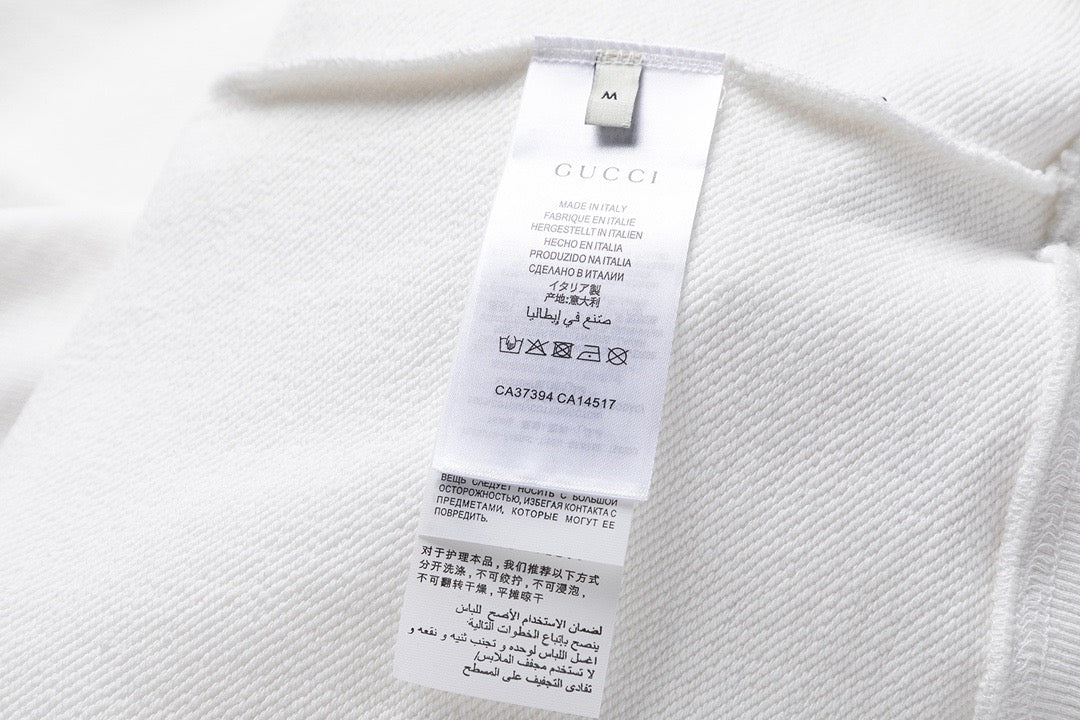 M
GUCCI
MADE IN ITALY
FABRIQUE EN ITALIE
HERGESTELLT IN ITALIEN
HECHO EN ITALIA
PRODUZIDO NA ITALIA
СДЕЛАНО В ИТАЛИИ
イタリア製
产地:意大利
صتنع في إيطاليا
CA37394 CA14517
ВЕЩЬ СЛЕДУЕТ НОСИТЬ С БОЛЬШОЙ
ОСТОРОЖНОСТЬЮ, ИЗБЕГАЯ КОНТАКТА С
ПРЕДМЕТАМИ, КОТОРЫЕ МОГУТ ЕЕ
ПОВРЕДИТЬ.
对于护理本品，我们推荐以下方式
分开洗涤，不可绞拧，不可浸泡，
不可翻转干燥，平摊晾干
لضمان الاستخدام الأصح للباس
ينصح بإتباع الخطوات التالية:
اغسل اللباس لوحده و تجنب ثنيه و نقعه و
لا تستخدم مجفف الملابس/
تفادى التجفيف على المسطح